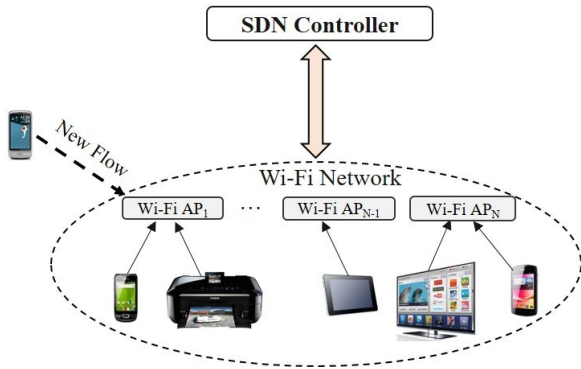 SDN Controller
New Flow
Wi-Fi Network
Wi-Fi AP1 ... Wi-Fi APN-1 Wi-Fi APN